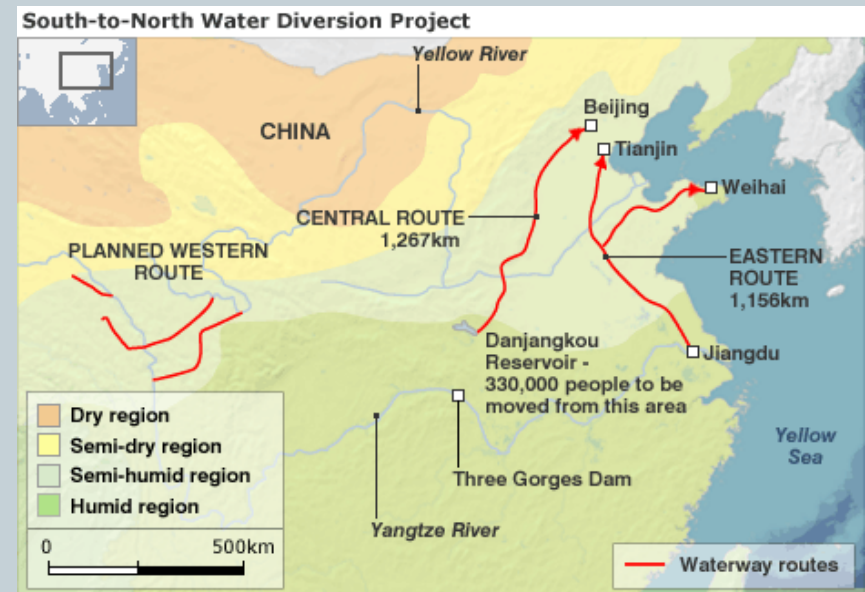 South-to-North Water Diversion Project
Yellow River
Beijing
CHINA
Tianjin
Weihai
CENTRAL ROUTE
1,267km
PLANNED WESTERN
ROUTE
EASTERN
ROUTE
1,156km
Danjangkou
Reservoir -
330,000 people to be
moved from this area
Jiangdu
Dry region
Semi-dry region
Semi-humid region
Humid region
Yellow
Sea
Three Gorges Dam
Yangtze River
0
500km
Waterway routes